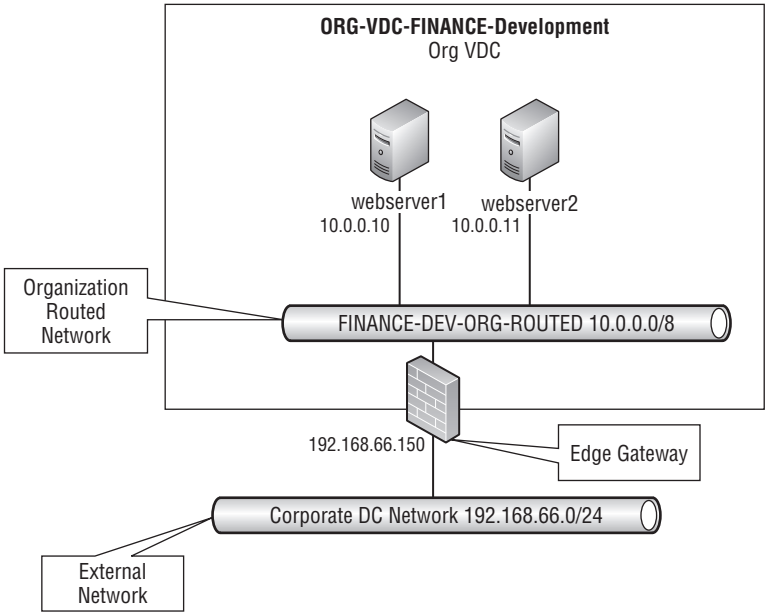 ORG-VDC-FINANCE-Development
Org VDC
webserver1
10.0.0.10
webserver2
10.0.0.11
Organization
Routed
Network
FINANCE-DEV-ORG-ROUTED 10.0.0.0/8
192.168.66.150
Edge Gateway
Corporate DC Network 192.168.66.0/24
External
Network